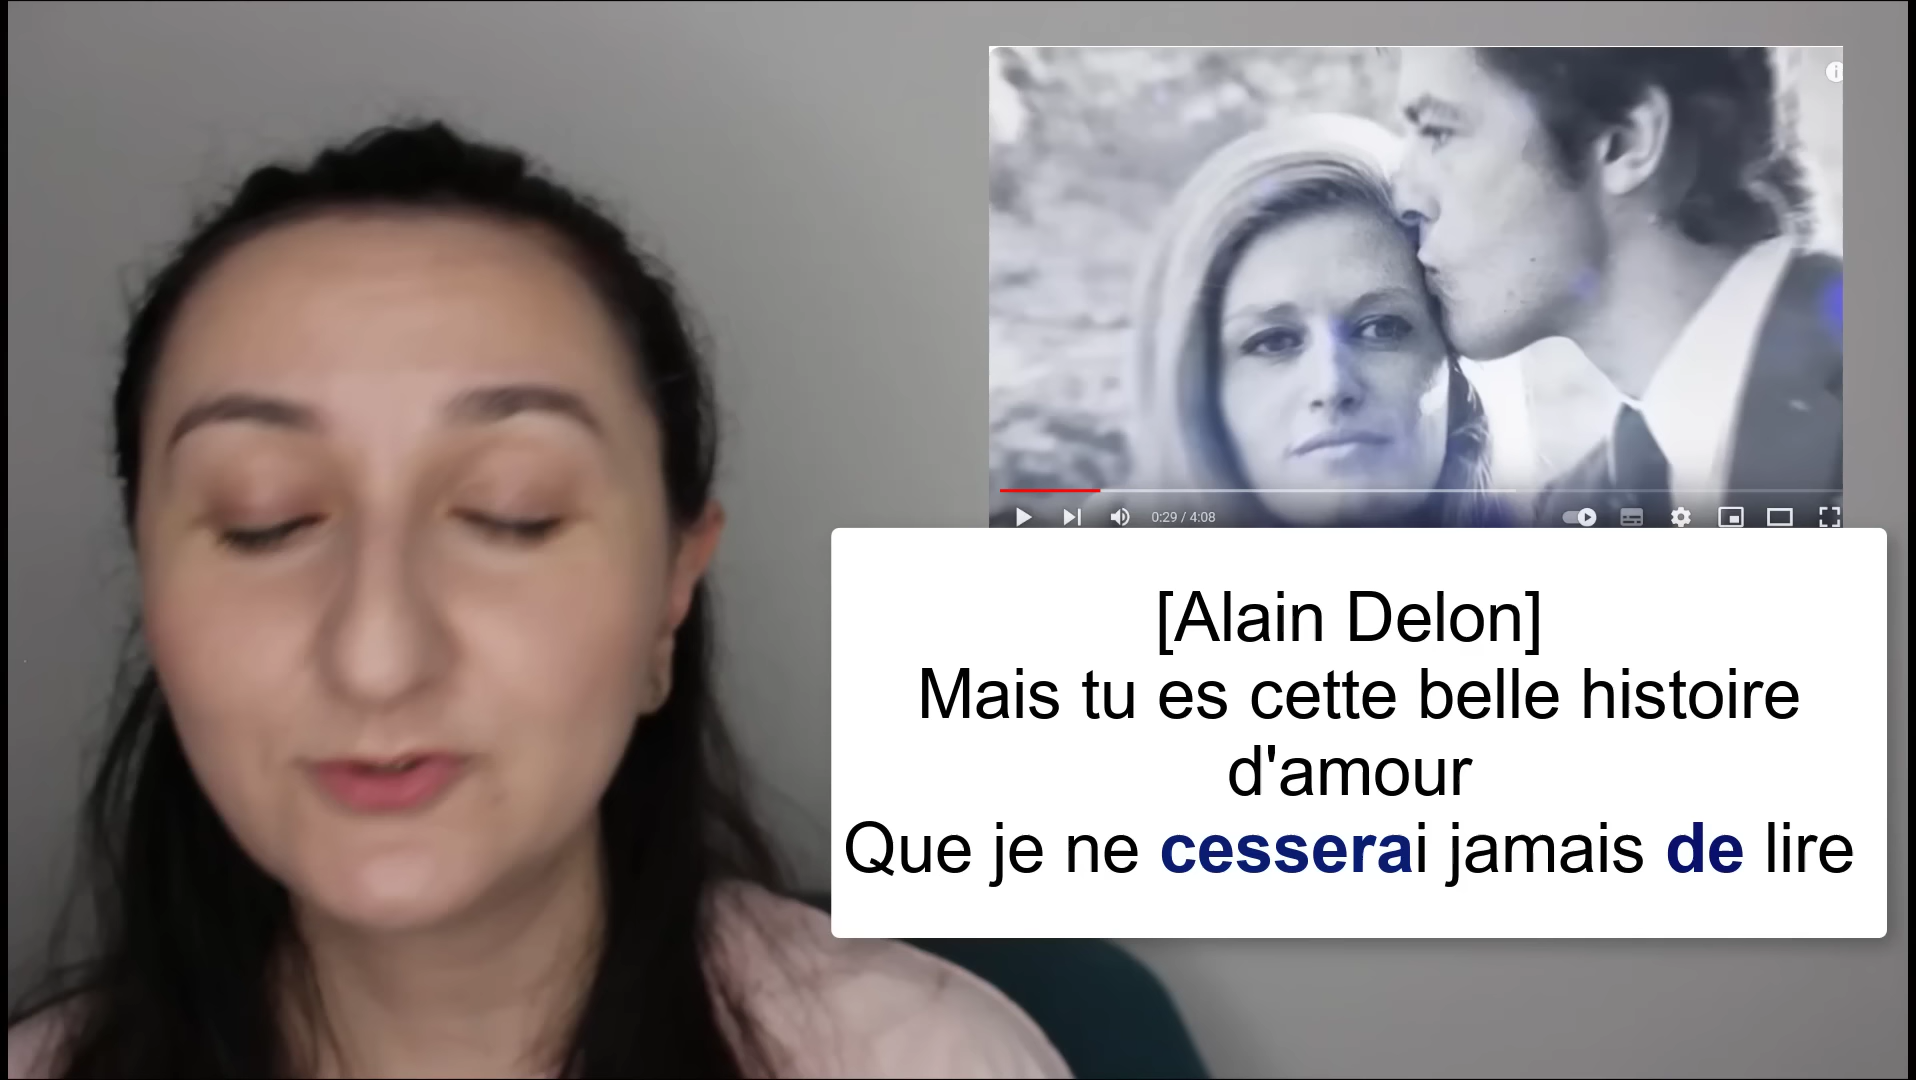 0:29 / 4:08
[Alain Delon]
Mais tu es cette belle histoire
d'amour
Que je ne cesserai jamais de lire